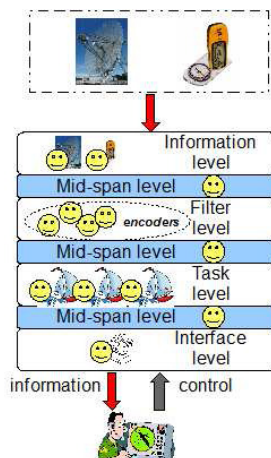 Information
level
Mid-span level
Filter
encoders
level
Mid-span level
Task
level
Mid-span level
Interface
level
information
control